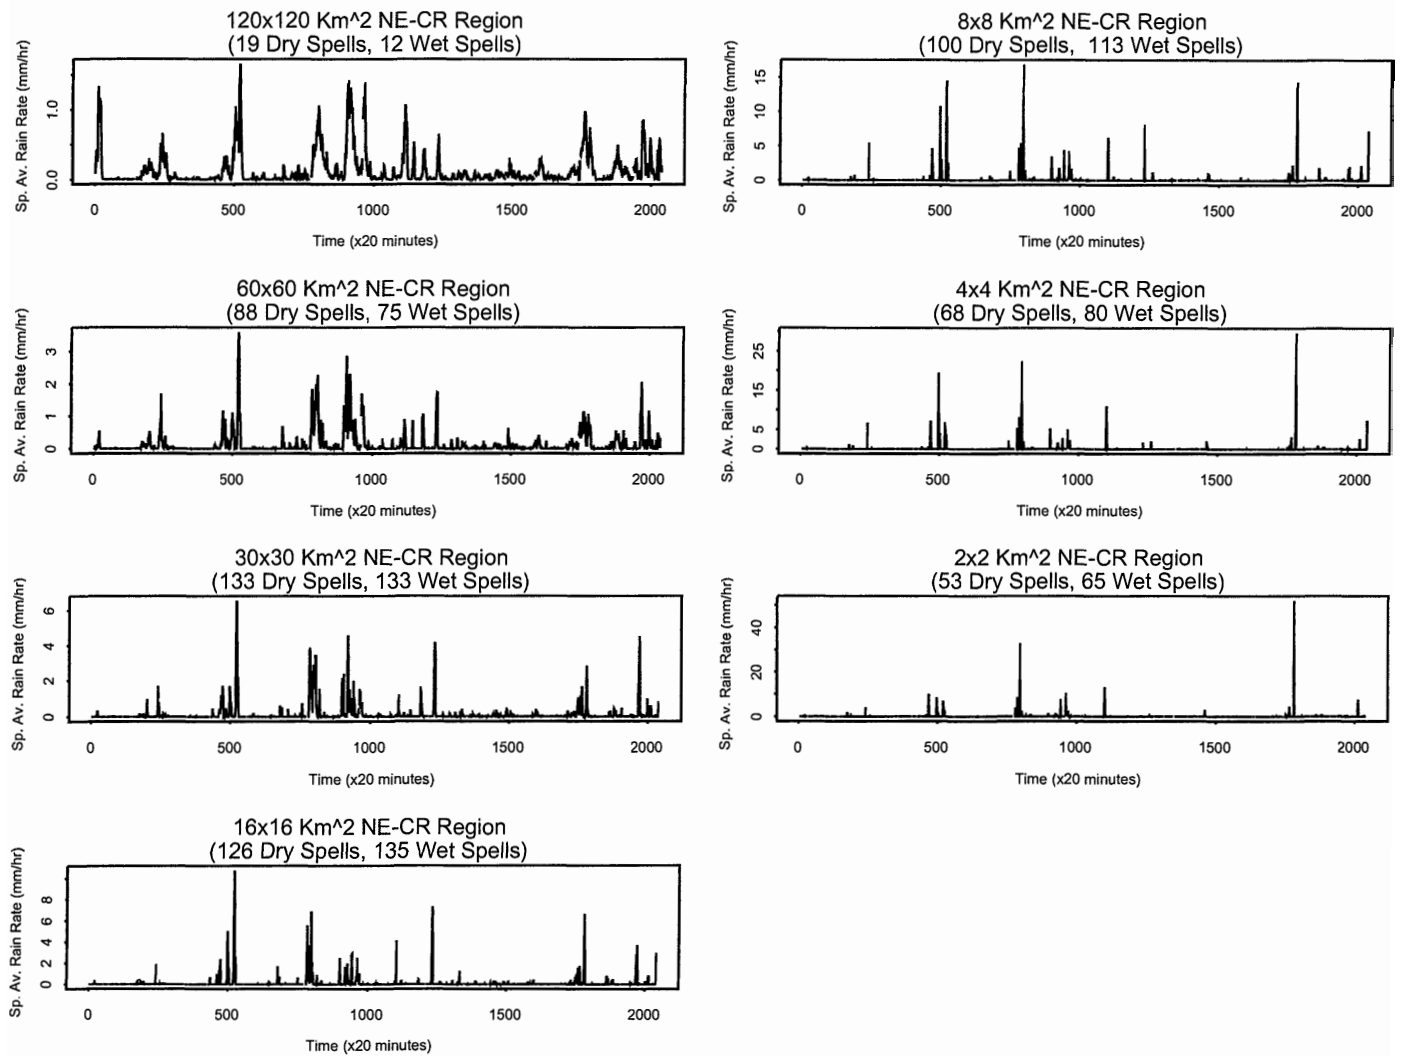 120x120 Km^2 NE-CR Region
(19 Dry Spells, 12 Wet Spells)
Sp. Av. Rain Rate (mm/hr)
1.0
0.0
0 500 1000 1500 2000
Time (x20 minutes)
60x60 Km^2 NE-CR Region
(88 Dry Spells, 75 Wet Spells)
Sp. Av. Rain Rate (mm/hr)
3
2
1
0
0 500 1000 1500 2000
Time (x20 minutes)
30x30 Km^2 NE-CR Region
(133 Dry Spells, 133 Wet Spells)
Sp. Av. Rain Rate (mm/hr)
6
4
2
0
0 500 1000 1500 2000
Time (x20 minutes)
16x16 Km^2 NE-CR Region
(126 Dry Spells, 135 Wet Spells)
Sp. Av. Rain Rate (mm/hr)
8
6
4
2
0
0 500 1000 1500 2000
Time (x20 minutes)
8x8 Km^2 NE-CR Region
(100 Dry Spells, 113 Wet Spells)
Sp. Av. Rain Rate (mm/hr)
15
10
5
0
0 500 1000 1500 2000
Time (x20 minutes)
4x4 Km^2 NE-CR Region
(68 Dry Spells, 80 Wet Spells)
Sp. Av. Rain Rate (mm/hr)
25
15
5
0
0 500 1000 1500 2000
Time (x20 minutes)
2x2 Km^2 NE-CR Region
(53 Dry Spells, 65 Wet Spells)
Sp. Av. Rain Rate (mm/hr)
40
20
0
0 500 1000 1500 2000
Time (x20 minutes)